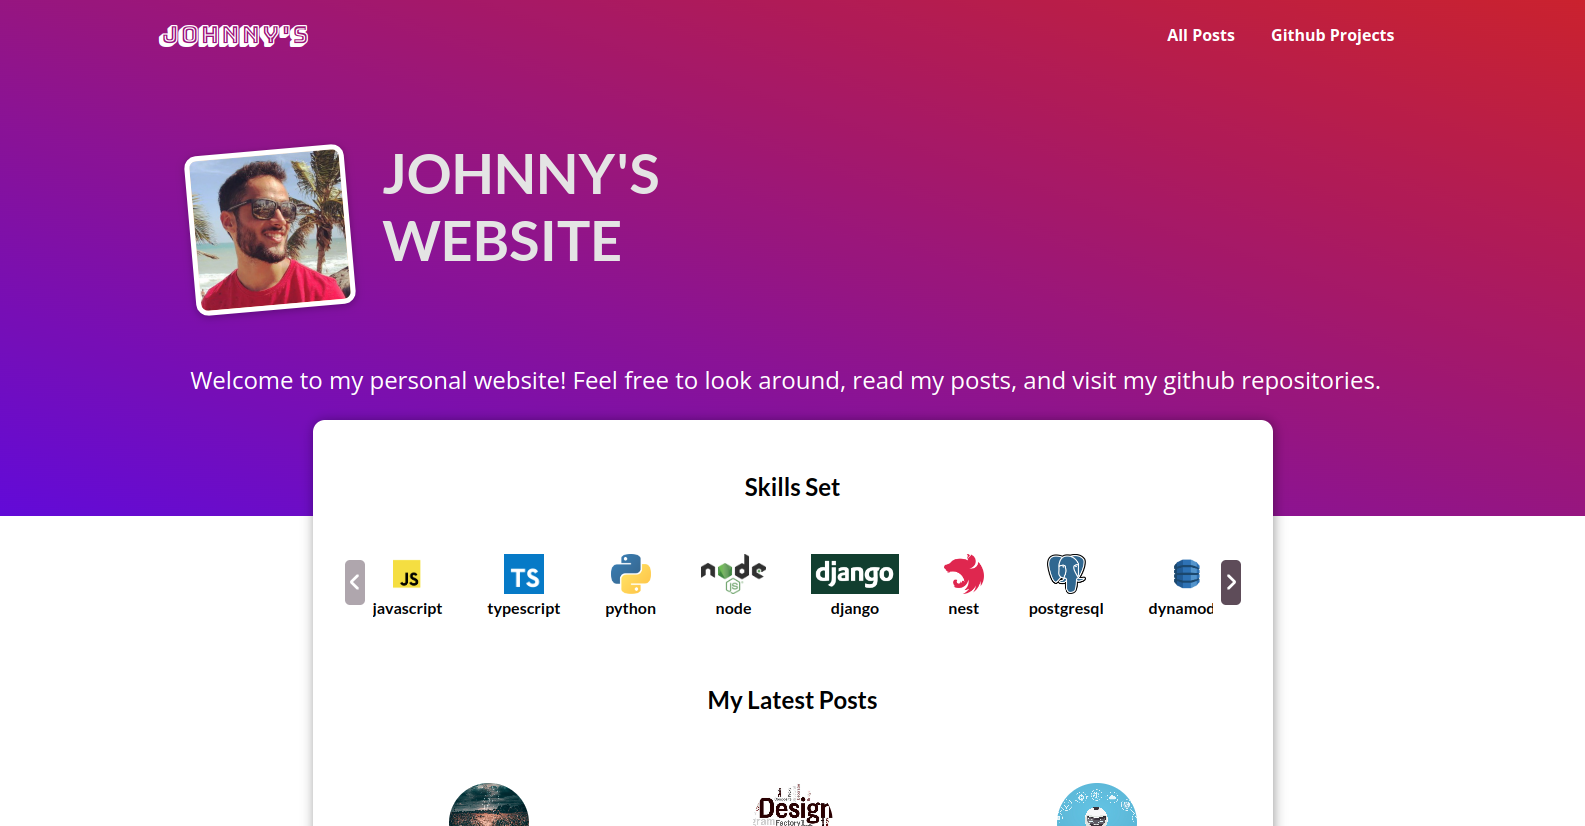 JOHNNY'S
All Posts
Github Projects
JOHNNY'S
WEBSITE
Welcome to my personal website! Feel free to look around, read my posts, and visit my github repositories.
Skills Set
JS
TS
node
JS
django
javascript
typescript
python
node
django
nest
postgresql
dynamod
My Latest Posts
Design
Factory